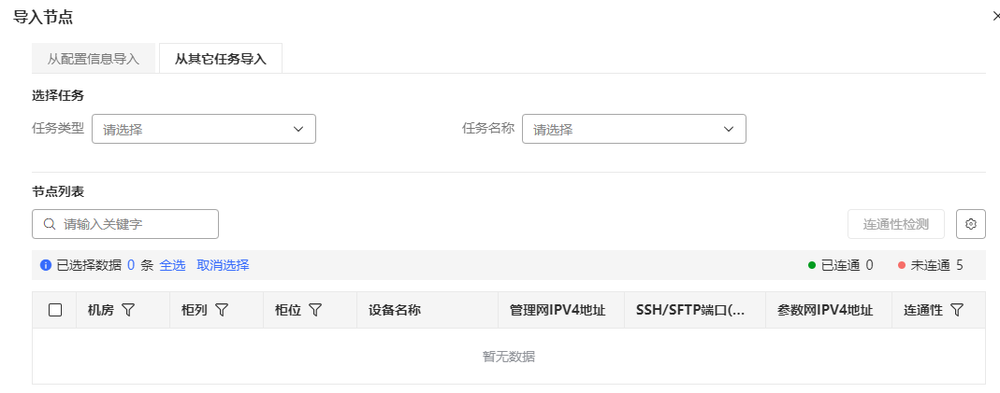 导入节点
从配置信息导入 从其它任务导入
选择任务
任务类型 请选择 任务名称 请选择
节点列表
请输入关键字 连通性检测
已选择数据 0 条 全选 取消选择 已连通 0 未连通 5
机房 柜列 柜位 设备名称 管理网IPV4地址 SSH/SFTP端口(... 参数网IPV4地址 连通性
暂无数据